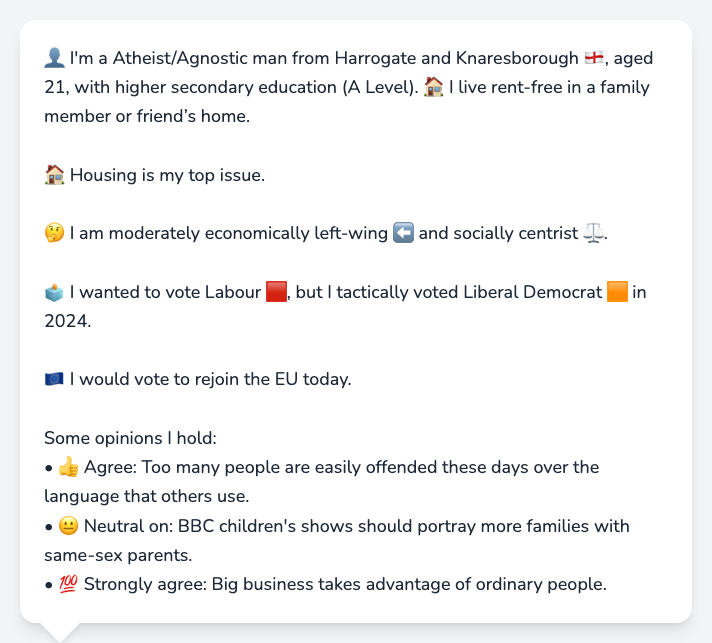 👤 I'm a Atheist/Agnostic man from Harrogate and Knaresborough 🏴󠁧󠁢󠁥󠁮󠁧󠁿, aged
21, with higher secondary education (A Level). 🏠 I live rent-free in a family
member or friend’s home.
🏠 Housing is my top issue.
🤔 I am moderately economically left-wing ⬅️ and socially centrist ⚖️.
🗳️ I wanted to vote Labour 🟥, but I tactically voted Liberal Democrat 🟧 in
2024.
🇪🇺 I would vote to rejoin the EU today.
Some opinions I hold:
• 👍 Agree: Too many people are easily offended these days over the
language that others use.
• 😐 Neutral on: BBC children's shows should portray more families with
same-sex parents.
• 💯 Strongly agree: Big business takes advantage of ordinary people.